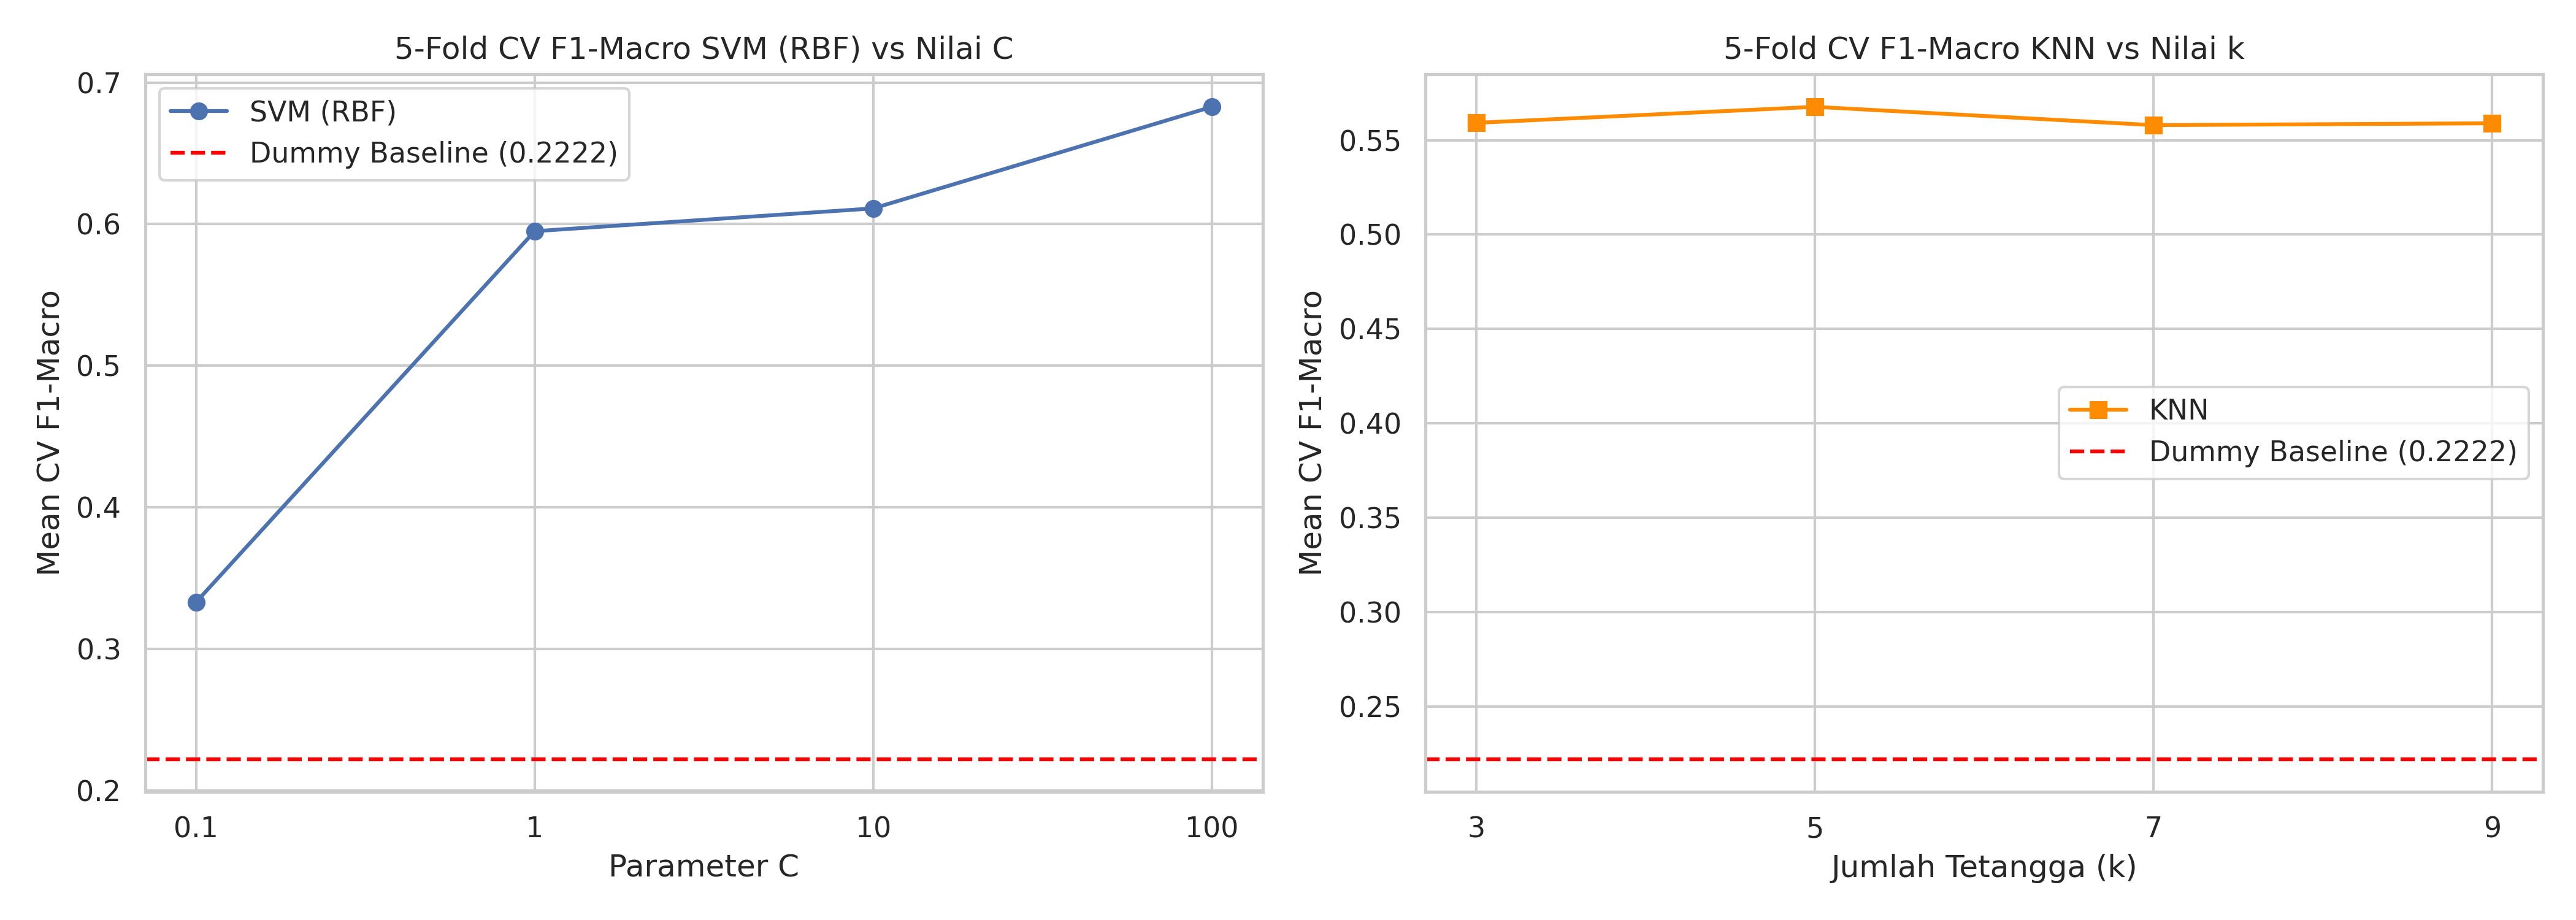 5-Fold CV F1-Macro SVM (RBF) vs Nilai C
0.7
0.6
0.5
0.4
0.3
0.2
Mean CV F1-Macro
SVM (RBF)
Dummy Baseline (0.2222)
0.1 1 10 100
Parameter C
5-Fold CV F1-Macro KNN vs Nilai k
0.55
0.50
0.45
0.40
0.35
0.30
0.25
Mean CV F1-Macro
KNN
Dummy Baseline (0.2222)
3 5 7 9
Jumlah Tetangga (k)